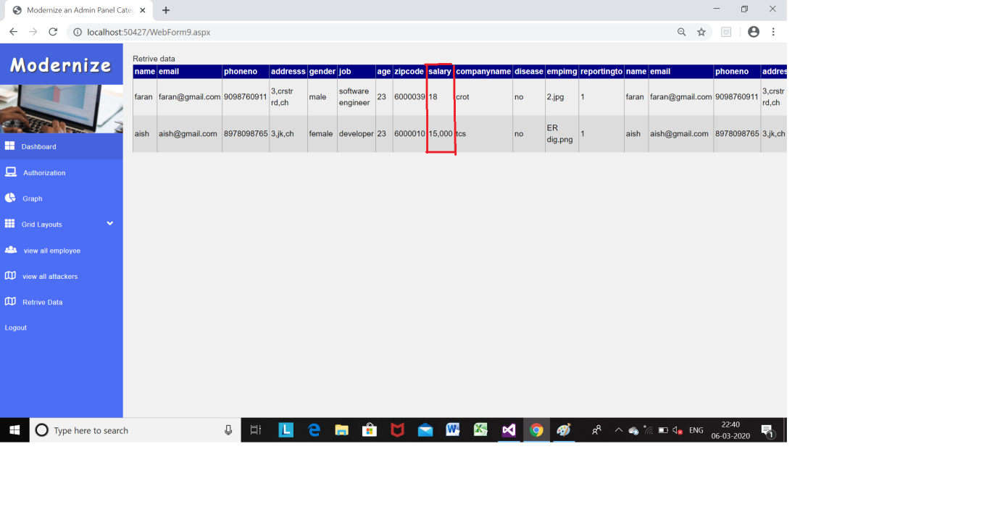 Modernize an Admin Panel Cate
localhost:50427/WebForm9.aspx
Modernize
Dashboard
Authorization
Graph
Grid Layouts
view all employee
view all attackers
Retrive Data
Logout
Retrive data
name email phoneno addresss gender job age zipcode salary companyname disease empimg reportingto name email phoneno addres
faran faran@gmail.com 9098760911 3,crstr rd,ch male software engineer 23 6000039 18 crot no 2.jpg 1 faran faran@gmail.com 9098760911 3,crstr rd,ch
aish aish@gmail.com 8978098765 3,jk,ch female developer 23 6000010 15,000 tcs no ER dig.png 1 aish aish@gmail.com 8978098765 3,jk,ch
Type here to search
L
ENG
22:40
06-03-2020
1